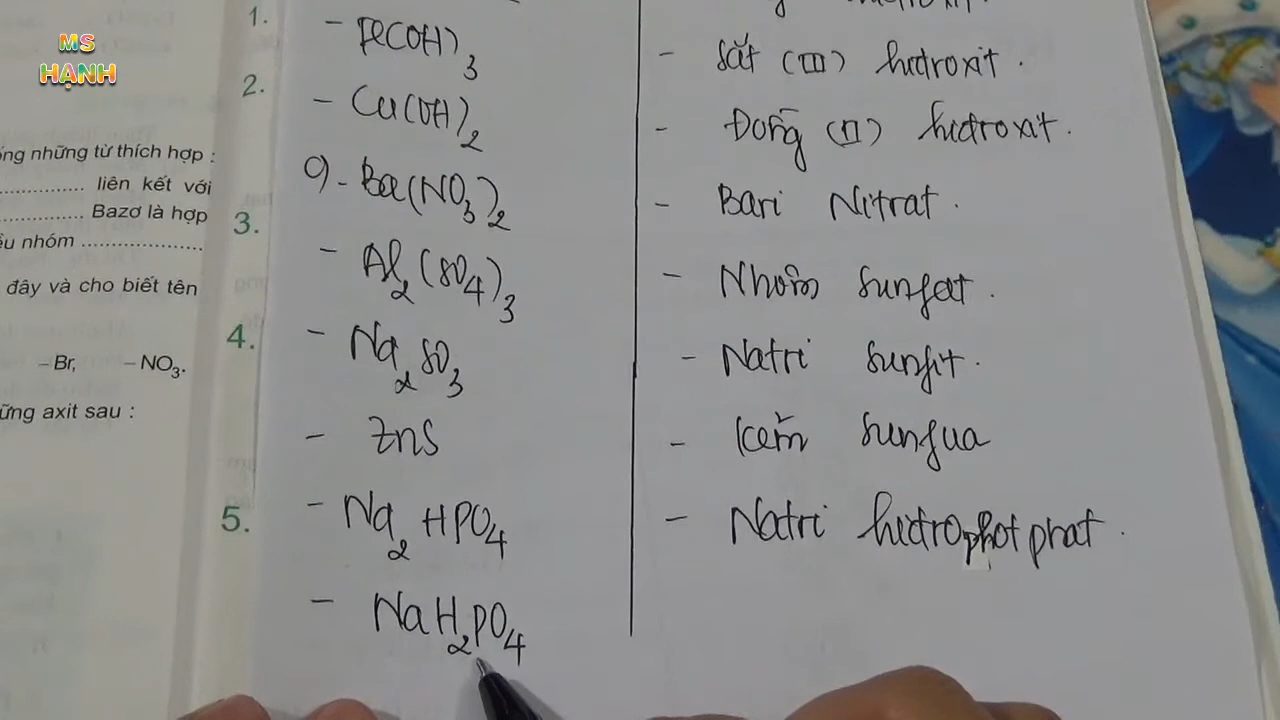 MS
HẠNH
ống những từ thích hợp :
............... liên kết với
............... Bazơ là hợp
ều nhóm .....................
đây và cho biết tên
– Br, – NO3.
ững axit sau :
1.
2.
3.
4.
5.
- Fe(OH)3
- Cu(OH)2
c) - Ba(NO3)2
- Al2(SO4)3
- Na2SO3
- ZnS
- Na2HPO4
- NaH2PO4
- Sắt (III) hidroxit.
- Đồng (II) hidroxit.
- Bari Nitrat.
- Nhôm sunfat.
- Natri sunfit.
- Kẽm sunfua
- Natri hidrophotphat.